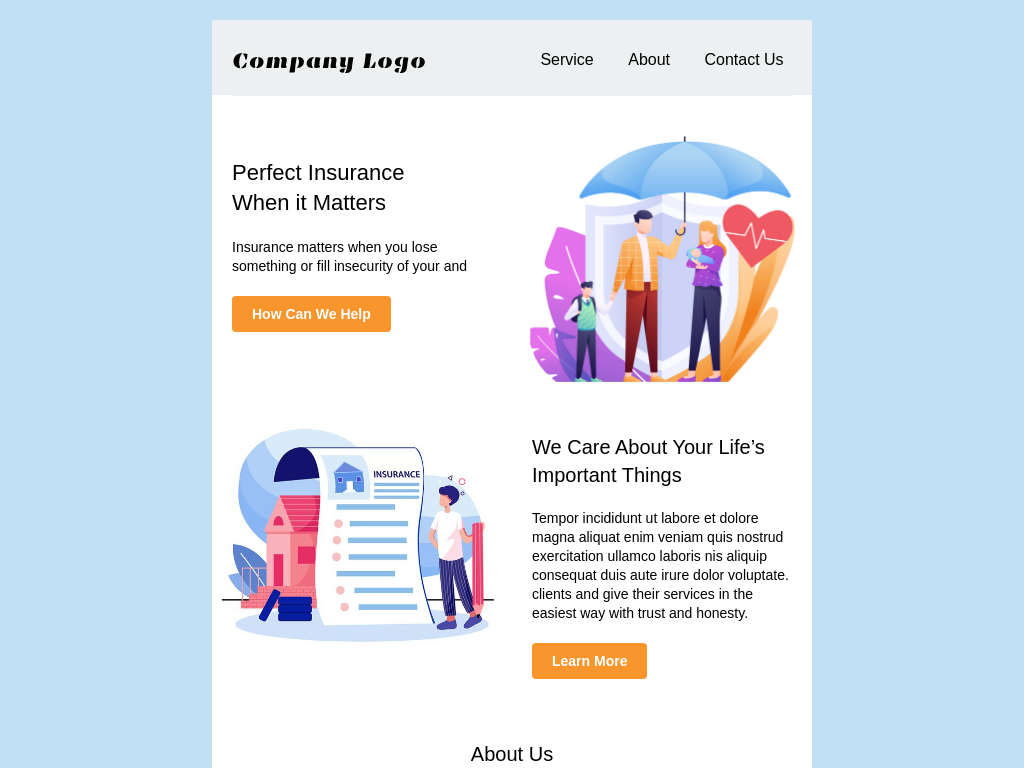 Company Logo
Service
About
Contact Us
Perfect Insurance
When it Matters
Insurance matters when you lose
something or fill insecurity of your and
How Can We Help
INSURANCE
We Care About Your Life’s
Important Things
Tempor incididunt ut labore et dolore
magna aliquat enim veniam quis nostrud
exercitation ullamco laboris nis aliquip
consequat duis aute irure dolor voluptate.
clients and give their services in the
easiest way with trust and honesty.
Learn More
About Us